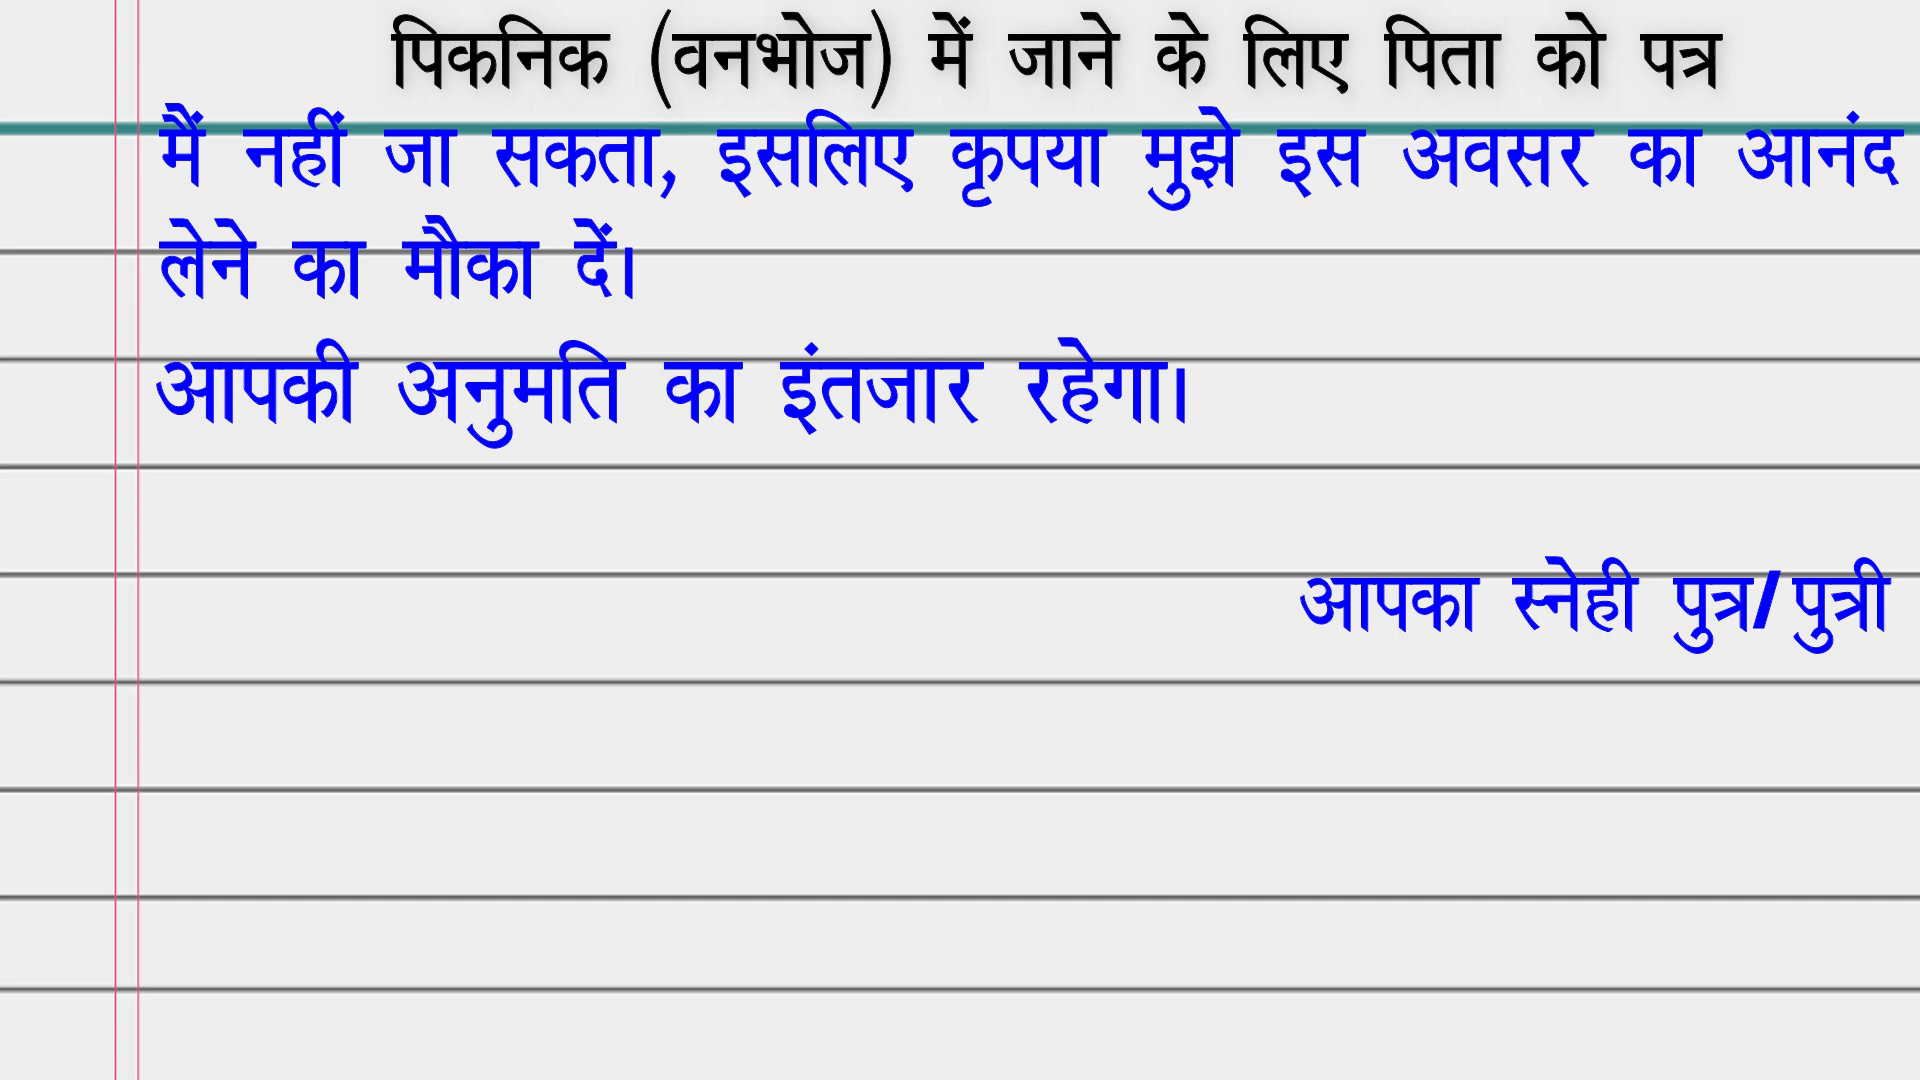 पिकनिक (वनभोज) में जाने के लिए पिता को पत्र
मैं नहीं जा सकता, इसलिए कृपया मुझे इस अवसर का आनंद
लेने का मौका दें।
आपकी अनुमति का इंतजार रहेगा।
आपका स्नेही पुत्र/पुत्री